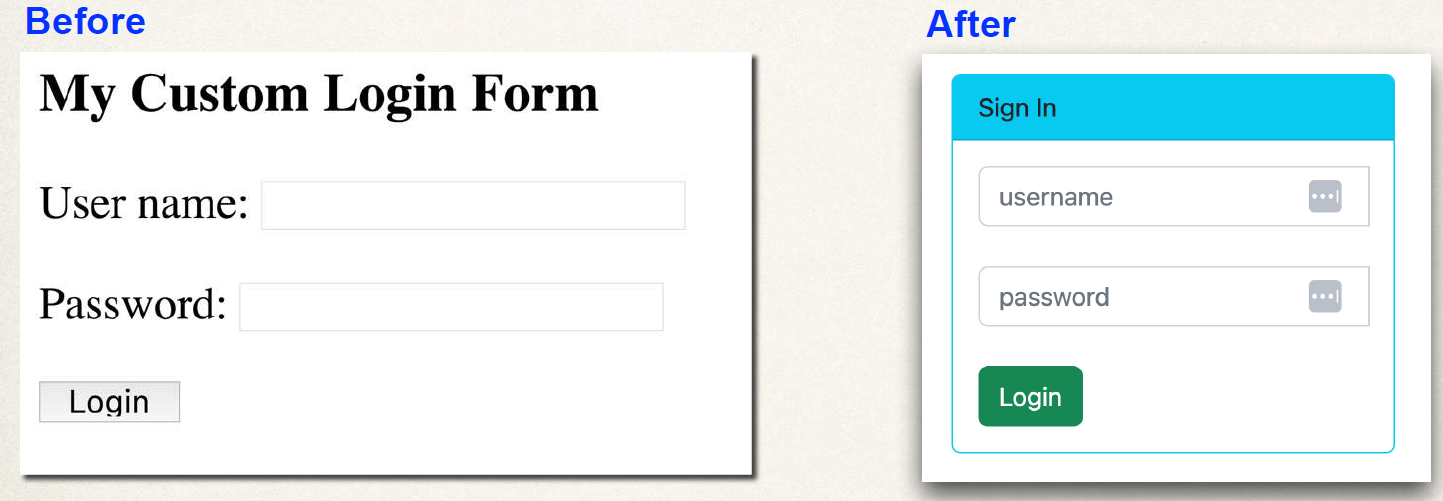 Before
My Custom Login Form
User name:
Password:
Login
After
Sign In
username
password
Login